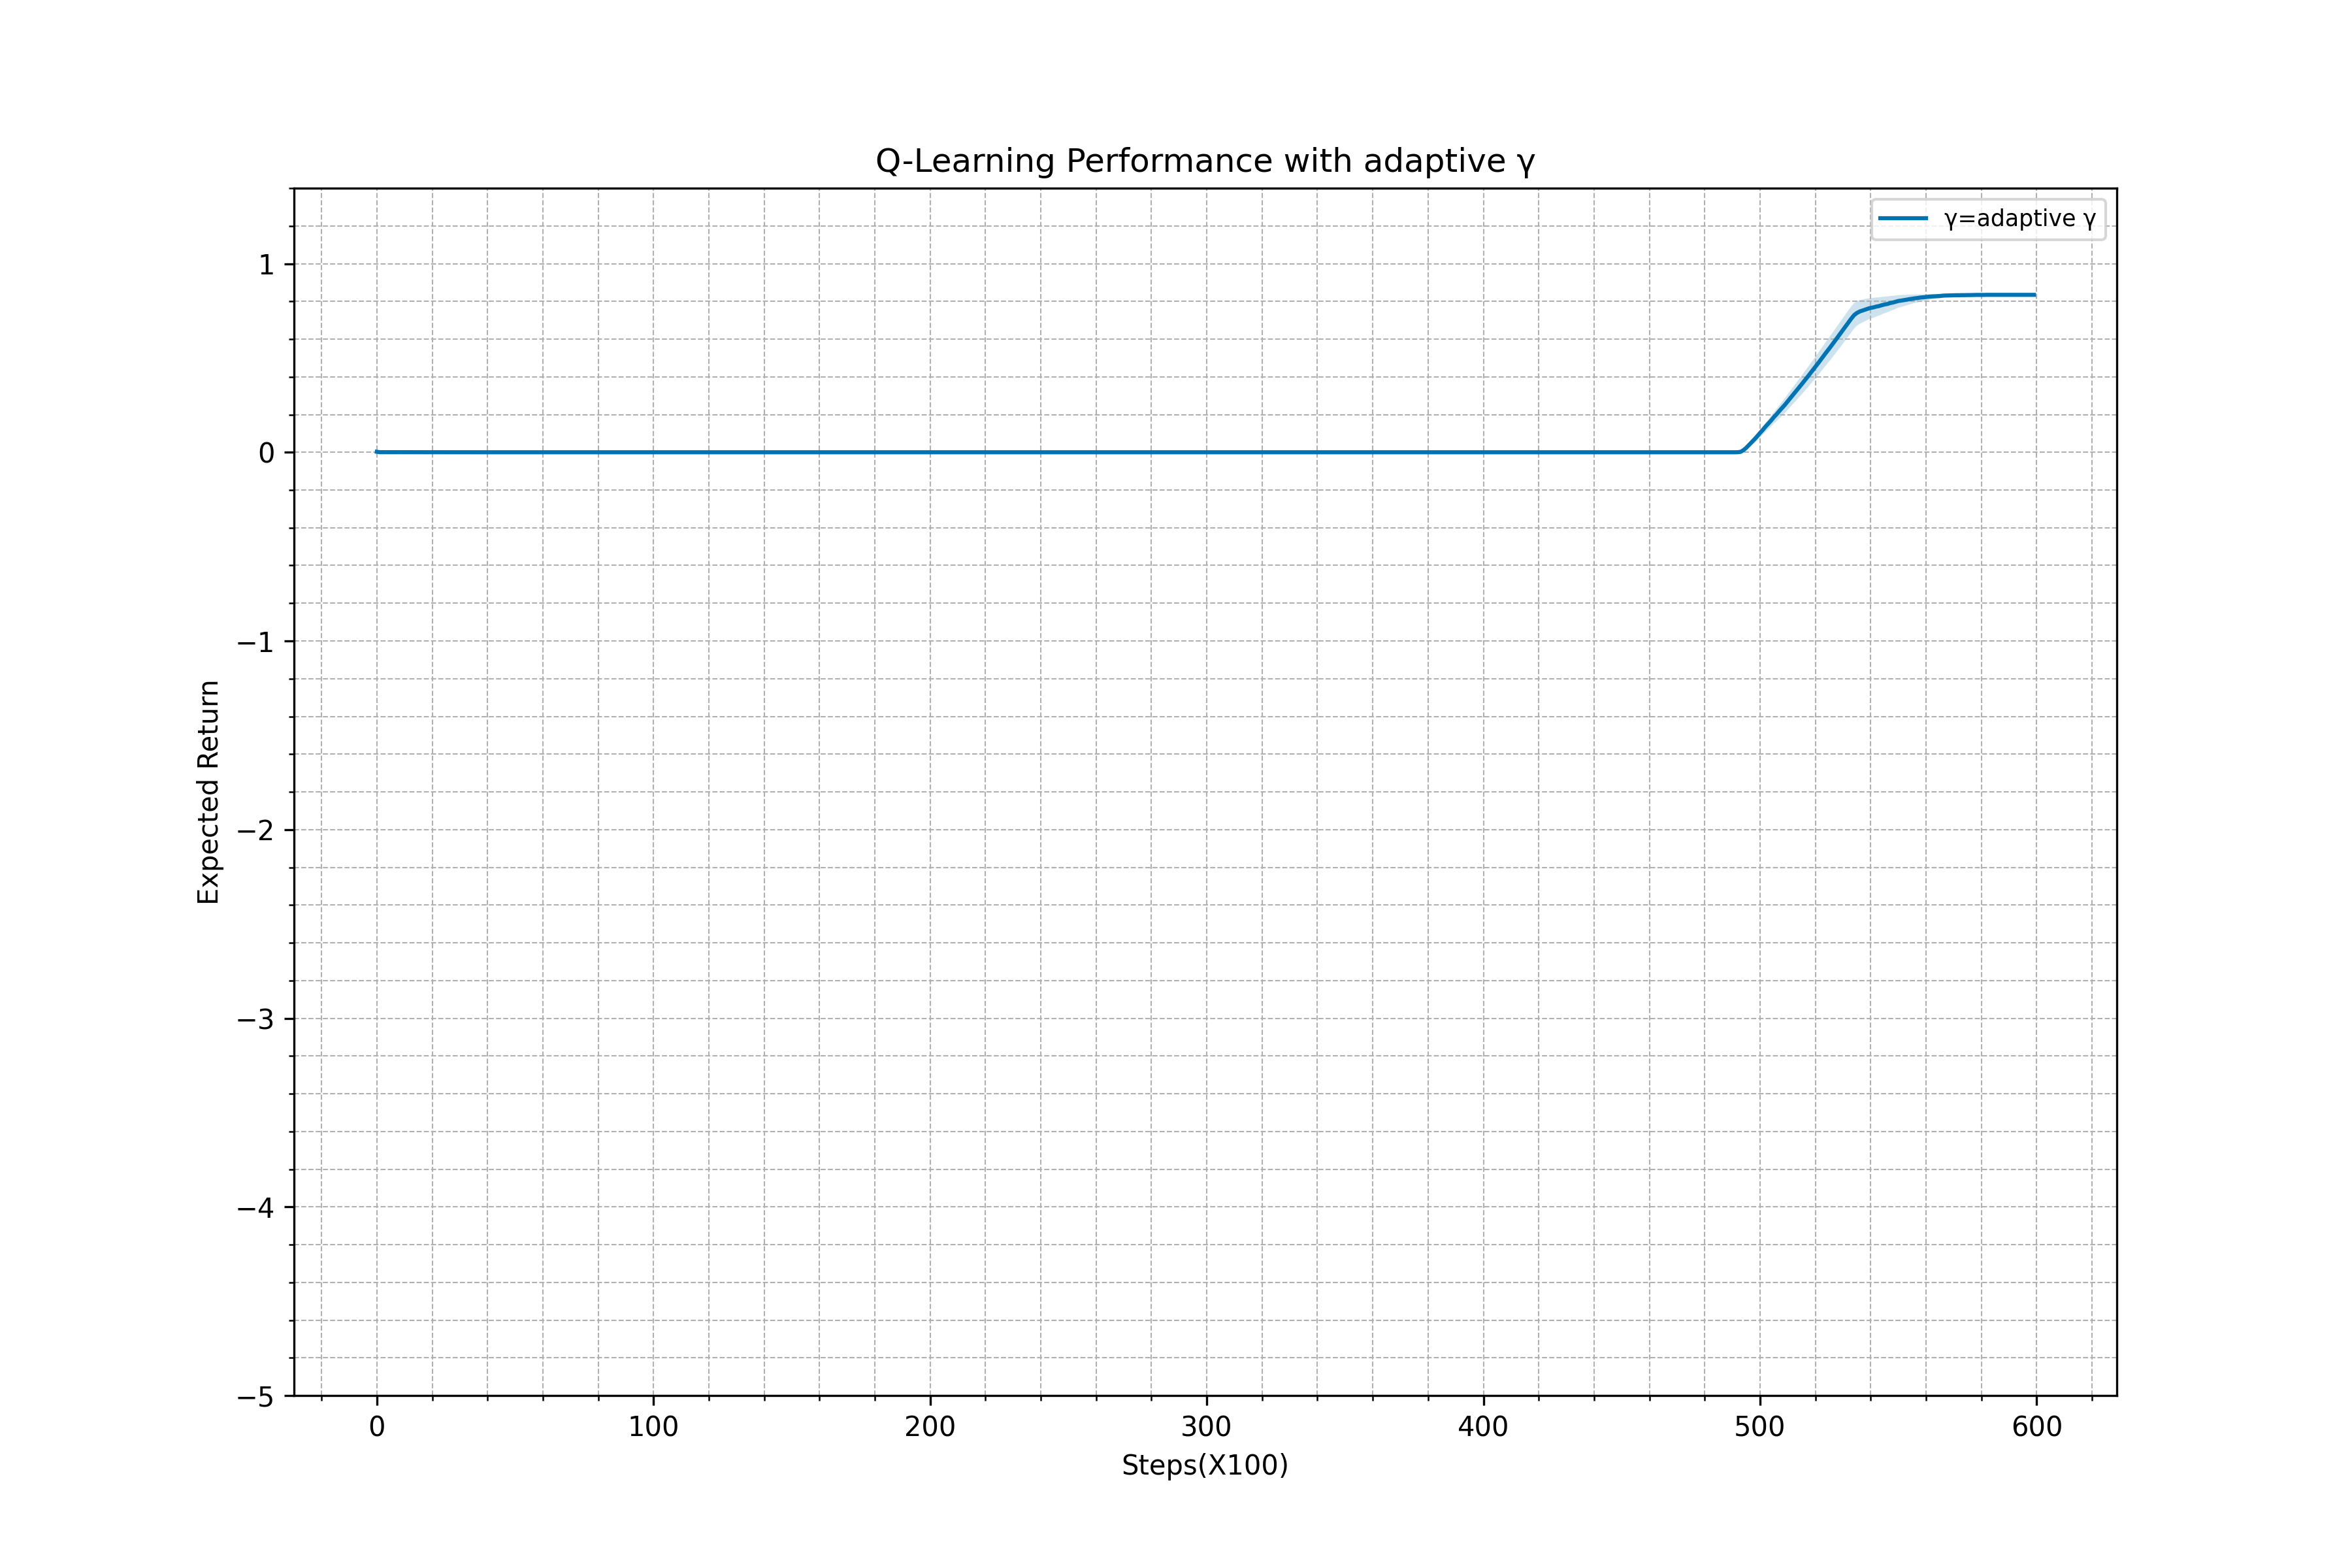 Q-Learning Performance with adaptive γ
γ=adaptive γ
1
0
−1
−2
−3
−4
−5
Expected Return
0 100 200 300 400 500 600
Steps(X100)